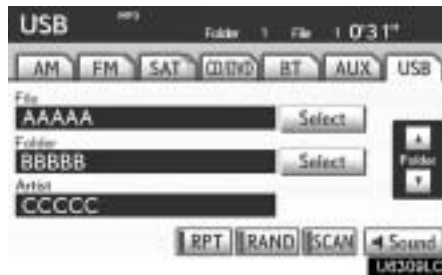 USB MP3 Folder 1 File 1 0'31"
AM FM SAT CD/DVD BT AUX USB
File
AAAAA Select
Folder
BBBBB Select
Folder
Artist
CCCCC
RPT RAND SCAN Sound
U6309LC